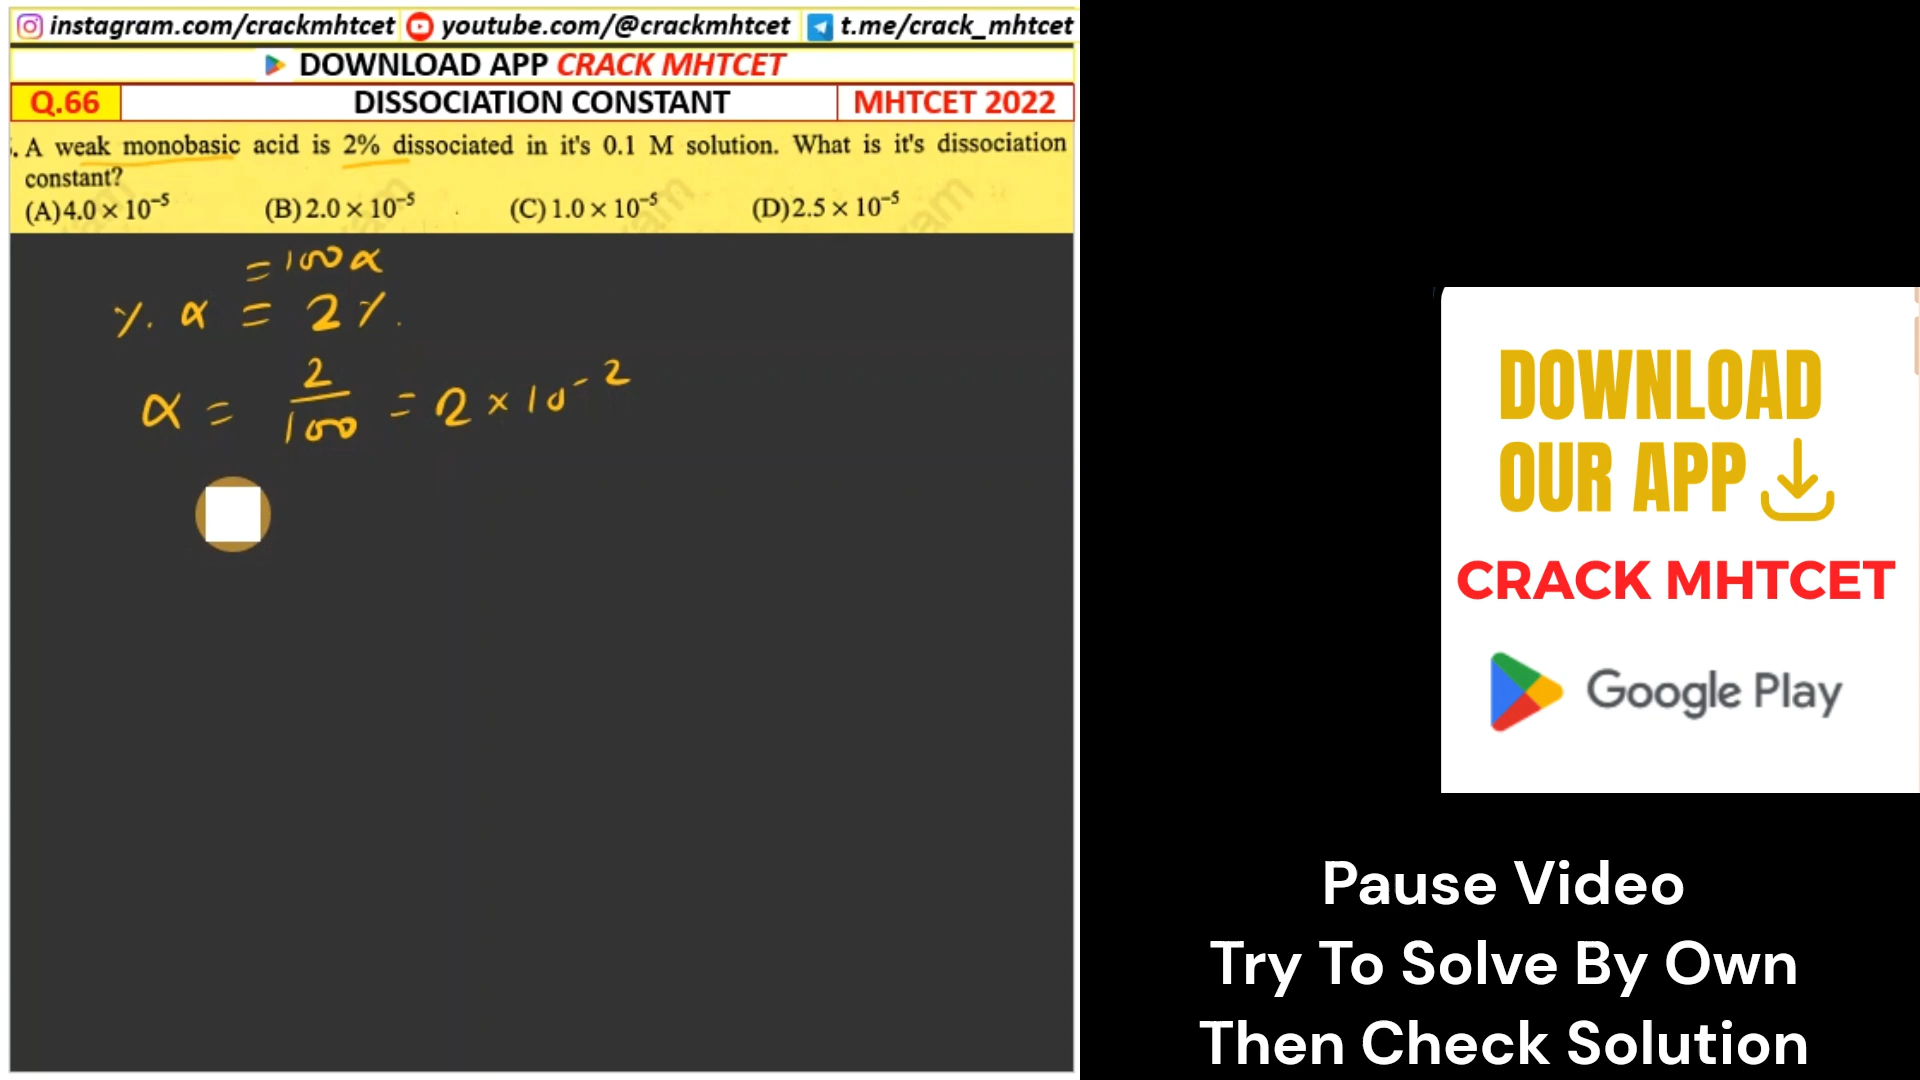 instagram.com/crackmhtcet youtube.com/@crackmhtcet t.me/crack_mhtcet
DOWNLOAD APP CRACK MHTCET
Q.66 DISSOCIATION CONSTANT MHTCET 2022
. A weak monobasic acid is 2% dissociated in it's 0.1 M solution. What is it's dissociation
constant?
(A) 4.0 × 10⁻⁵ (B) 2.0 × 10⁻⁵ (C) 1.0 × 10⁻⁵ (D) 2.5 × 10⁻⁵
= 100 α
%. α = 2 %.
α = 2/100 = 2 × 10⁻²
DOWNLOAD
OUR APP
CRACK MHTCET
Google Play
Pause Video
Try To Solve By Own
Then Check Solution